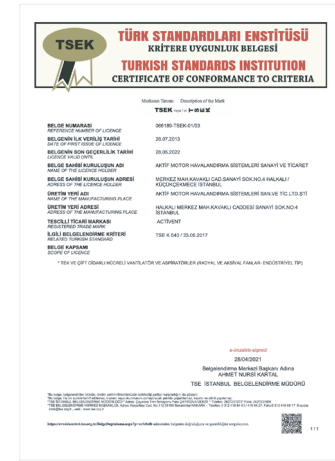 TSEK
TÜRK STANDARDLARI ENSTİTÜSÜ
KRİTERE UYGUNLUK BELGESİ
TURKISH STANDARDS INSTITUTION
CERTIFICATE OF CONFORMANCE TO CRITERIA
Markanın Tanımı Description of the Mark
TSEK
BELGE NUMARASI
REFERENCE NUMBER OF LICENCE
066189-TSEK-01/03
BELGENİN İLK VERİLİŞ TARİHİ
DATE OF FIRST ISSUE OF LICENCE
26.07.2013
BELGENİN SON GEÇERLİLİK TARİHİ
LICENCE VALID UNTIL
28.06.2022
BELGE SAHİBİ KURULUŞUN ADI
NAME OF THE LICENCE HOLDER
AKTİF MOTOR HAVALANDIRMA SİSTEMLERİ SANAYİ VE TİCARET
BELGE SAHİBİ KURULUŞUN ADRESİ
ADRESS OF THE LICENCE HOLDER
MERKEZ MAH.KAVAKLI CAD.SANAYİ SOK.NO:4 HALKALI /
KÜÇÜKÇEKMECE İSTANBUL
ÜRETİM YERİ ADI
NAME OF THE MANUFACTURING PLACE
AKTİF MOTOR HAVALANDIRMA SİSTEMLERİ SAN.VE TİC.LTD.ŞTİ
ÜRETİM YERİ ADRESİ
ADRESS OF THE MANUFACTURING PLACE
HALKALI MERKEZ MAH.KAVAKLI CADDESİ SANAYİ SOK.NO:4
İSTANBUL
TESCİLLİ TİCARİ MARKASI
REGISTERED TRADE MARK
ACTIVENT
İLGİLİ BELGELENDİRME KRİTERİ
RELATED TURKISH STANDARD
TSE K 540 / 23.06.2017
BELGE KAPSAMI
SCOPE OF LICENCE
* TEK VE ÇİFT CİDARLI HÜCRELİ VANTİLATÖR VE ASPİRATÖRLER (RADYAL VE AKSİYAL FANLAR- ENDÜSTRİYEL TİP)
e-imzalıdır-signed
28/04/2021
Belgelendirme Merkezi Başkanı Adına
AHMET NURSİ KARTAL
TSE İSTANBUL BELGELENDİRME MÜDÜRÜ
1 / 1